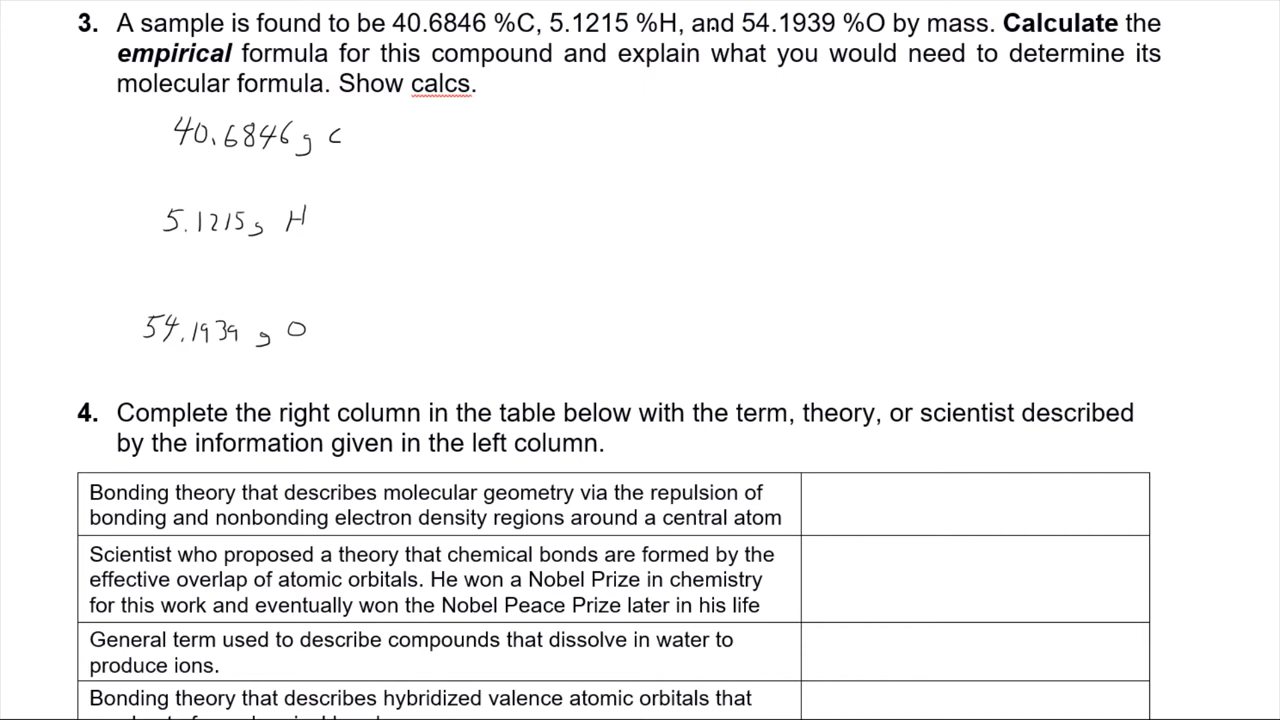 3. A sample is found to be 40.6846 %C, 5.1215 %H, and 54.1939 %O by mass. Calculate the
empirical formula for this compound and explain what you would need to determine its
molecular formula. Show calcs.
40.6846 g C
5.1215 g H
54.1939 g O
4. Complete the right column in the table below with the term, theory, or scientist described
by the information given in the left column.
Bonding theory that describes molecular geometry via the repulsion of
bonding and nonbonding electron density regions around a central atom
Scientist who proposed a theory that chemical bonds are formed by the
effective overlap of atomic orbitals. He won a Nobel Prize in chemistry
for this work and eventually won the Nobel Peace Prize later in his life
General term used to describe compounds that dissolve in water to
produce ions.
Bonding theory that describes hybridized valence atomic orbitals that